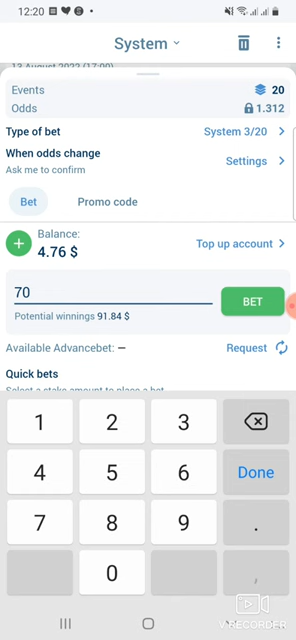 12:20
System
13 August 2022 (17:00)
Events 20
Odds 1.312
Type of bet System 3/20
When odds change
Ask me to confirm Settings
Bet Promo code
Balance:
4.76 $ Top up account
70 BET
Potential winnings 91.84 $
Available Advancebet: — Request
Quick bets
Select a stake amount to place a bet
1 2 3
4 5 6 Done
7 8 9 .
0 ,
V RECORDER